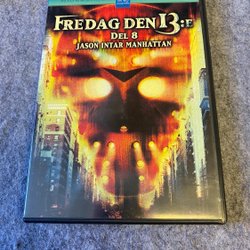 FREDAG DEN 13:E
DEL 8
JASON INTAR MANHATTAN